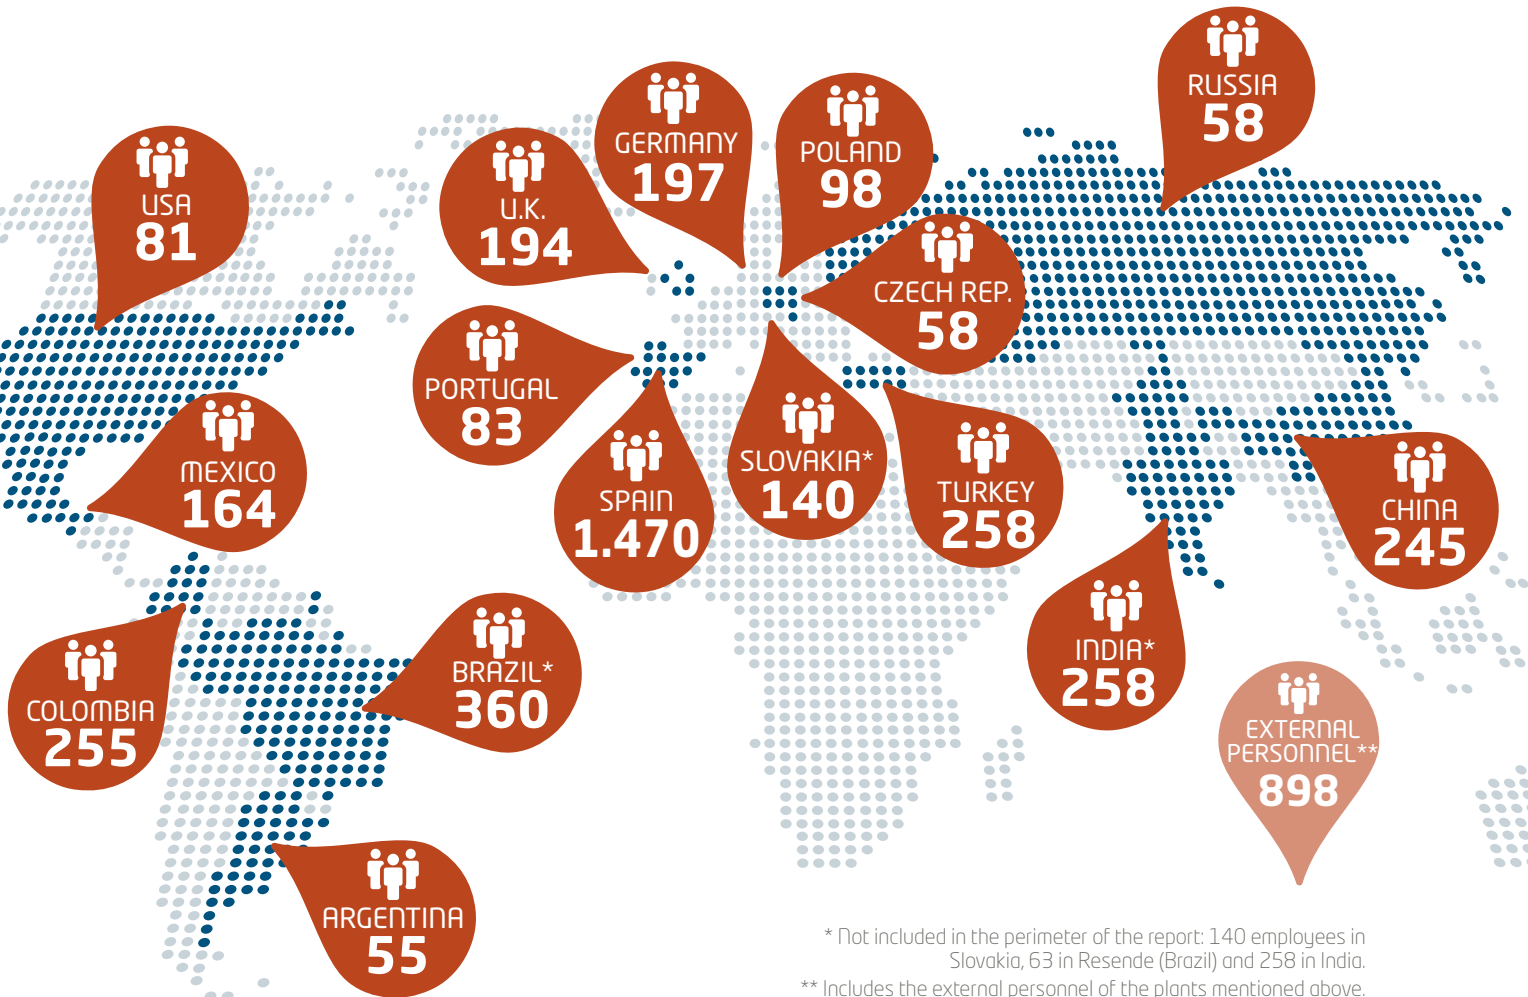 RUSSIA
58
GERMANY
197
POLAND
98
USA
81
U.K.
194
CZECH REP.
58
PORTUGAL
83
MEXICO
164
SPAIN
1.470
SLOVAKIA*
140
TURKEY
258
CHINA
245
COLOMBIA
255
BRAZIL*
360
INDIA*
258
EXTERNAL
PERSONNEL**
898
ARGENTINA
55
* Not included in the perimeter of the report: 140 employees in
Slovakia, 63 in Resende (Brazil) and 258 in India.
** Includes the external personnel of the plants mentioned above.